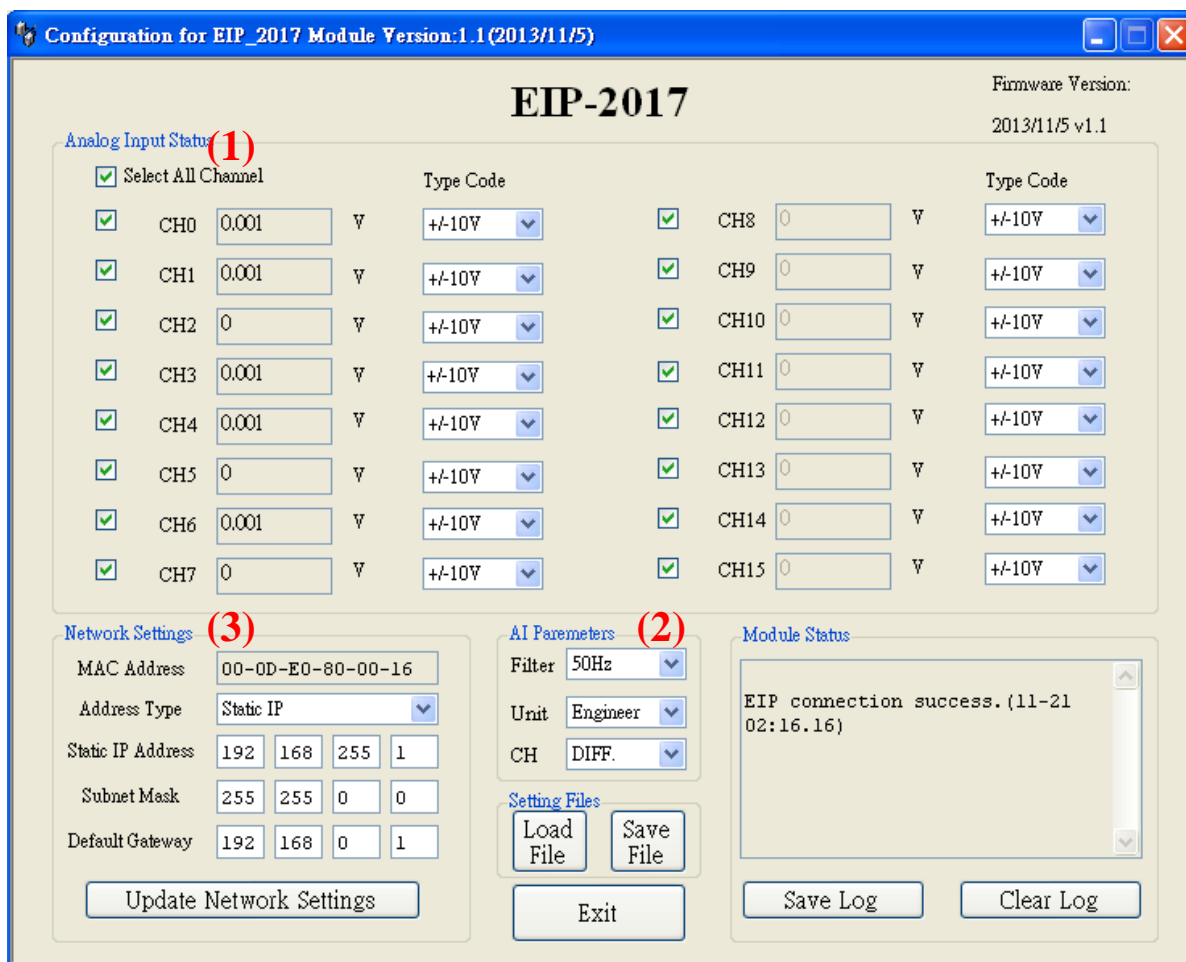 Configuration for EIP_2017 Module Version:1.1(2013/11/5)
EIP-2017
Firmware Version:
2013/11/5 v1.1
Analog Input Status
(1)
Select All Channel
Type Code
Type Code
CH0 0.001 V +/-10V
CH8 0 V +/-10V
CH1 0.001 V +/-10V
CH9 0 V +/-10V
CH2 0 V +/-10V
CH10 0 V +/-10V
CH3 0.001 V +/-10V
CH11 0 V +/-10V
CH4 0.001 V +/-10V
CH12 0 V +/-10V
CH5 0 V +/-10V
CH13 0 V +/-10V
CH6 0.001 V +/-10V
CH14 0 V +/-10V
CH7 0 V +/-10V
CH15 0 V +/-10V
Network Settings
(3)
MAC Address 00-0D-E0-80-00-16
Address Type Static IP
Static IP Address 192 168 255 1
Subnet Mask 255 255 0 0
Default Gateway 192 168 0 1
Update Network Settings
AI Paremeters
(2)
Filter 50Hz
Unit Engineer
CH DIFF.
Setting Files
Load
File
Save
File
Exit
Module Status
EIP connection success.(11-21
02:16.16)
Save Log
Clear Log